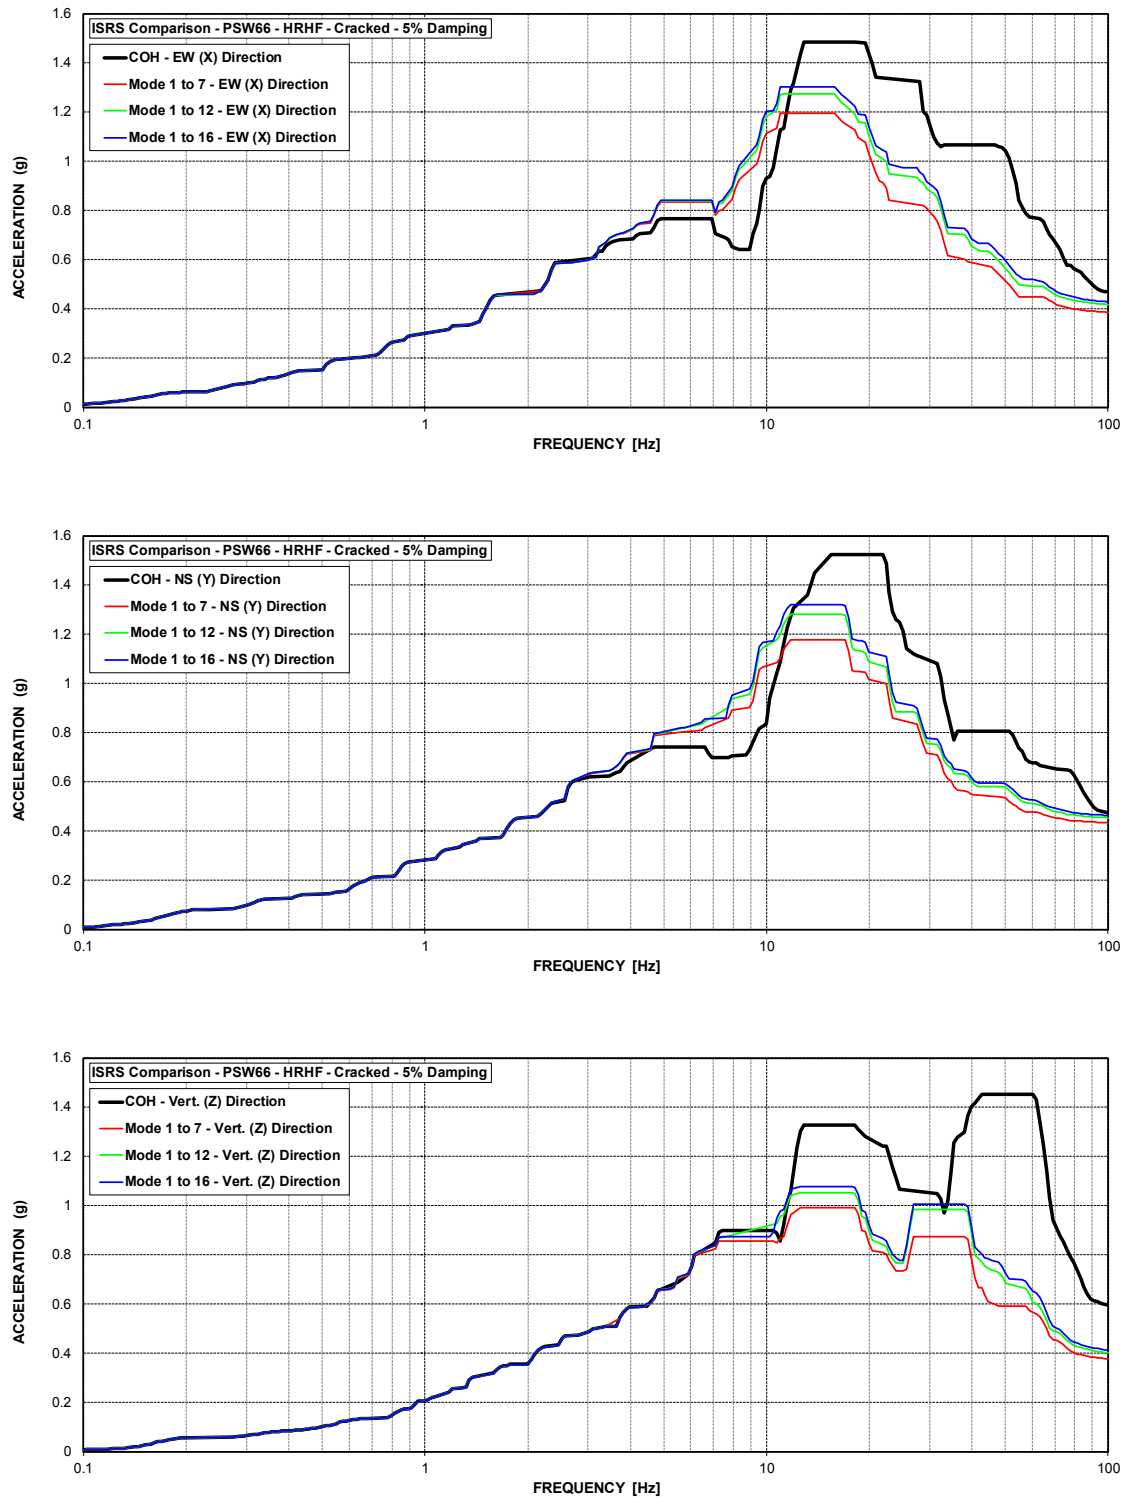 ISRS Comparison - PSW66 - HRHF - Cracked - 5% Damping
COH - EW (X) Direction
Mode 1 to 7 - EW (X) Direction
Mode 1 to 12 - EW (X) Direction
Mode 1 to 16 - EW (X) Direction
ACCELERATION (g)
1.6
1.4
1.2
1
0.8
0.6
0.4
0.2
0
0.1
1
10
100
FREQUENCY [Hz]
ISRS Comparison - PSW66 - HRHF - Cracked - 5% Damping
COH - NS (Y) Direction
Mode 1 to 7 - NS (Y) Direction
Mode 1 to 12 - NS (Y) Direction
Mode 1 to 16 - NS (Y) Direction
ACCELERATION (g)
1.6
1.4
1.2
1
0.8
0.6
0.4
0.2
0
0.1
1
10
100
FREQUENCY [Hz]
ISRS Comparison - PSW66 - HRHF - Cracked - 5% Damping
COH - Vert. (Z) Direction
Mode 1 to 7 - Vert. (Z) Direction
Mode 1 to 12 - Vert. (Z) Direction
Mode 1 to 16 - Vert. (Z) Direction
ACCELERATION (g)
1.6
1.4
1.2
1
0.8
0.6
0.4
0.2
0
0.1
1
10
100
FREQUENCY [Hz]